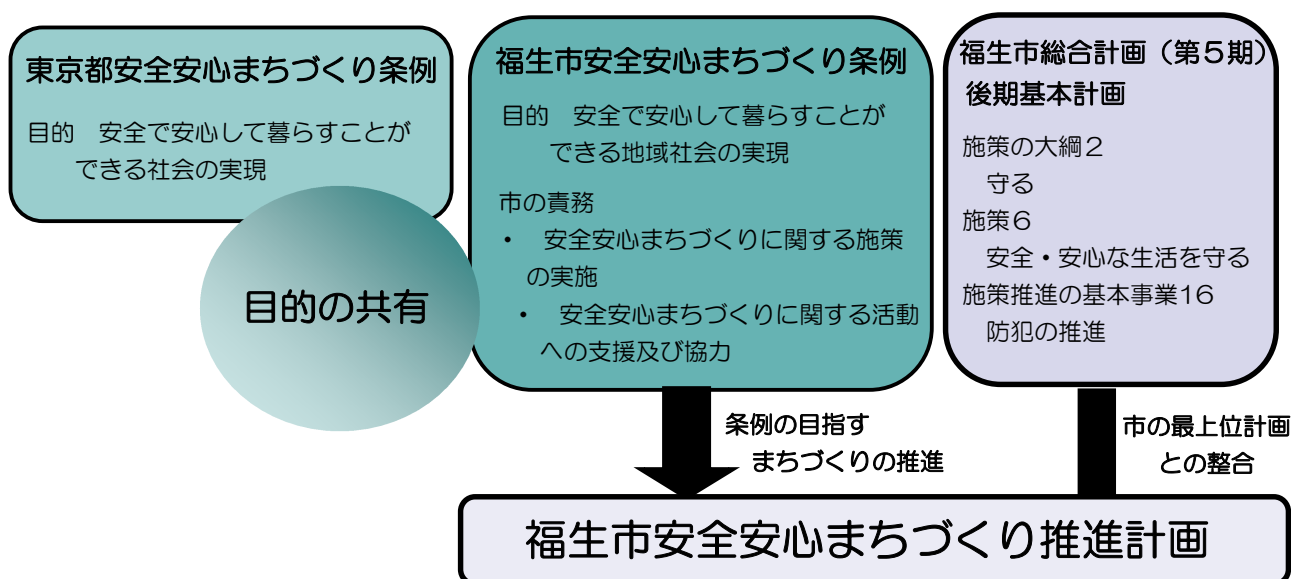 東京都安全安心まちづくり条例
目的　安全で安心して暮らすことが
できる社会の実現
目的の共有
福生市安全安心まちづくり条例
目的　安全で安心して暮らすことが
できる地域社会の実現
市の責務
・　安全安心まちづくりに関する施策
の実施
・　安全安心まちづくりに関する活動
への支援及び協力
福生市総合計画（第５期）
後期基本計画
施策の大綱２
守る
施策６
安全・安心な生活を守る
施策推進の基本事業16
防犯の推進
条例の目指す
まちづくりの推進
市の最上位計画
との整合
福生市安全安心まちづくり推進計画